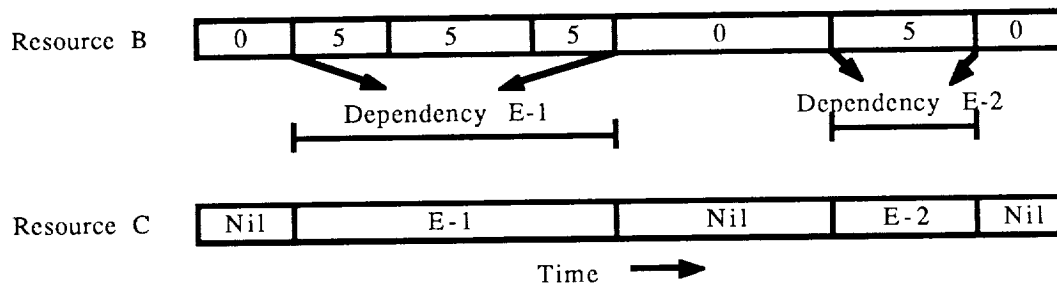 Resource B 0 5 5 5 0 5 0
Dependency E-1 Dependency E-2
Resource C Nil E-1 Nil E-2 Nil
Time